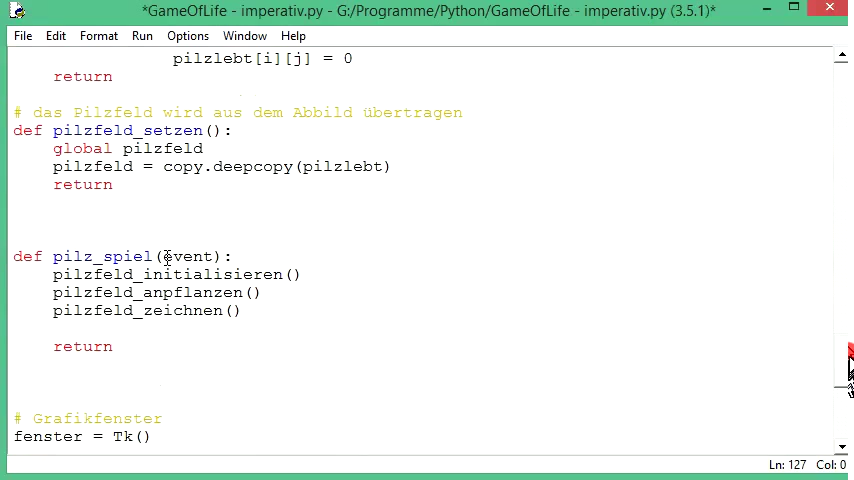 *GameOfLife - imperativ.py - G:/Programme/Python/GameOfLife - imperativ.py (3.5.1)*
File Edit Format Run Options Window Help
pilzlebt[i][j] = 0
return
# das Pilzfeld wird aus dem Abbild übertragen
def pilzfeld_setzen():
global pilzfeld
pilzfeld = copy.deepcopy(pilzlebt)
return
def pilz_spiel(event):
pilzfeld_initialisieren()
pilzfeld_anpflanzen()
pilzfeld_zeichnen()
return
# Grafikfenster
fenster = Tk()
Ln: 127 Col: 0